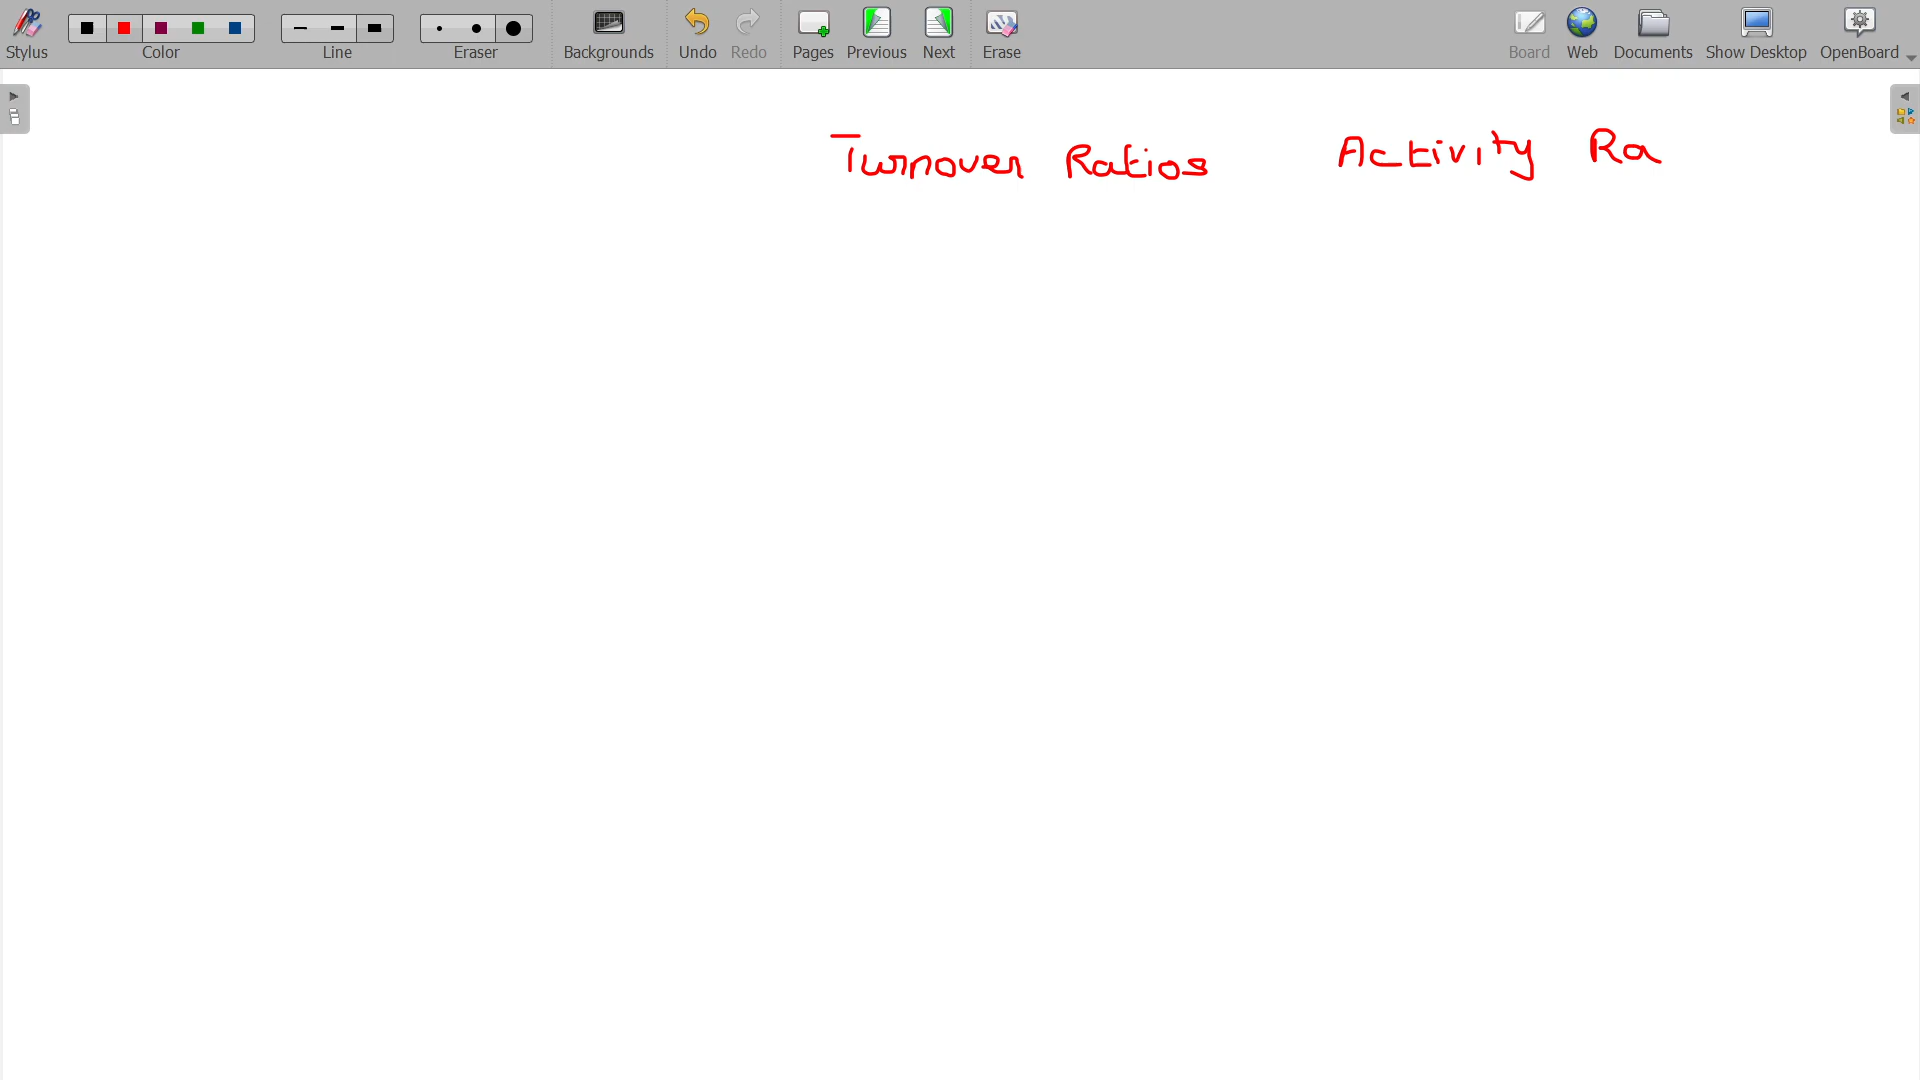 Stylus Color Line Eraser Backgrounds Undo Redo Pages Previous Next Erase Board Web Documents Show Desktop OpenBoard
Turnover Ratios Activity Ra